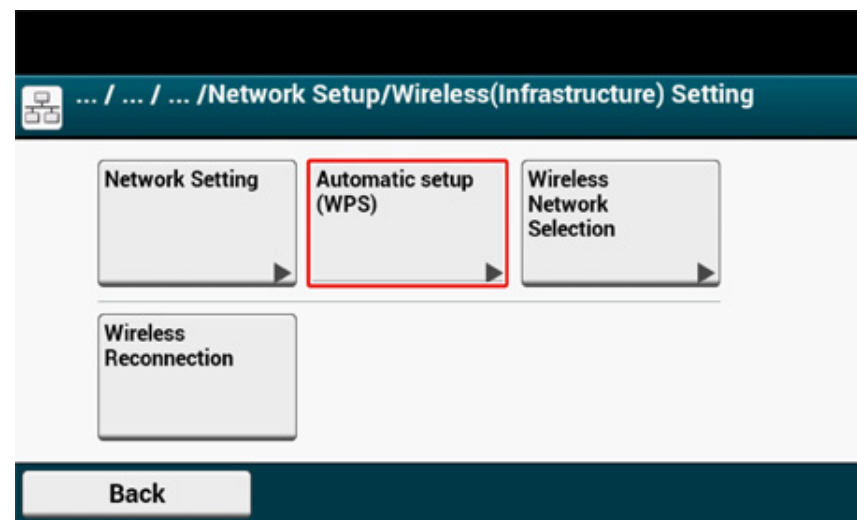 ... / ... / ... /Network Setup/Wireless(Infrastructure) Setting
Network Setting
Automatic setup
(WPS)
Wireless
Network
Selection
Wireless
Reconnection
Back